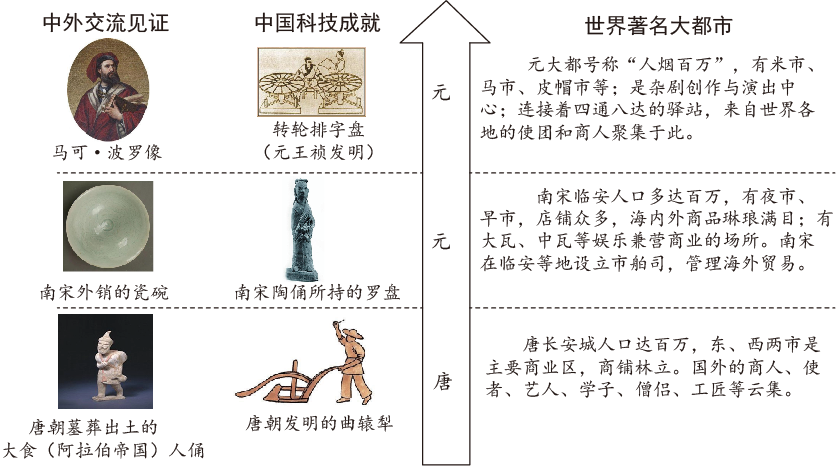 中外交流见证
中国科技成就
世界著名大都市
马可·波罗像
转轮排字盘
（元王祯发明）
元
元大都号称“人烟百万”，有米市、
马市、皮帽市等；是杂剧创作与演出中
心；连接着四通八达的驿站，来自世界各
地的使团和商人聚集于此。
南宋外销的瓷碗
南宋陶俑所持的罗盘
元
南宋临安人口多达百万，有夜市、
早市，店铺众多，海内外商品琳琅满目；有
大瓦、中瓦等娱乐兼营商业的场所。南宋
在临安等地设立市舶司，管理海外贸易。
唐朝墓葬出土的
大食（阿拉伯帝国）人俑
唐朝发明的曲辕犁
唐
唐长安城人口达百万，东、西两市是
主要商业区，商铺林立。国外的商人、使
者、艺人、学子、僧侣、工匠等云集。